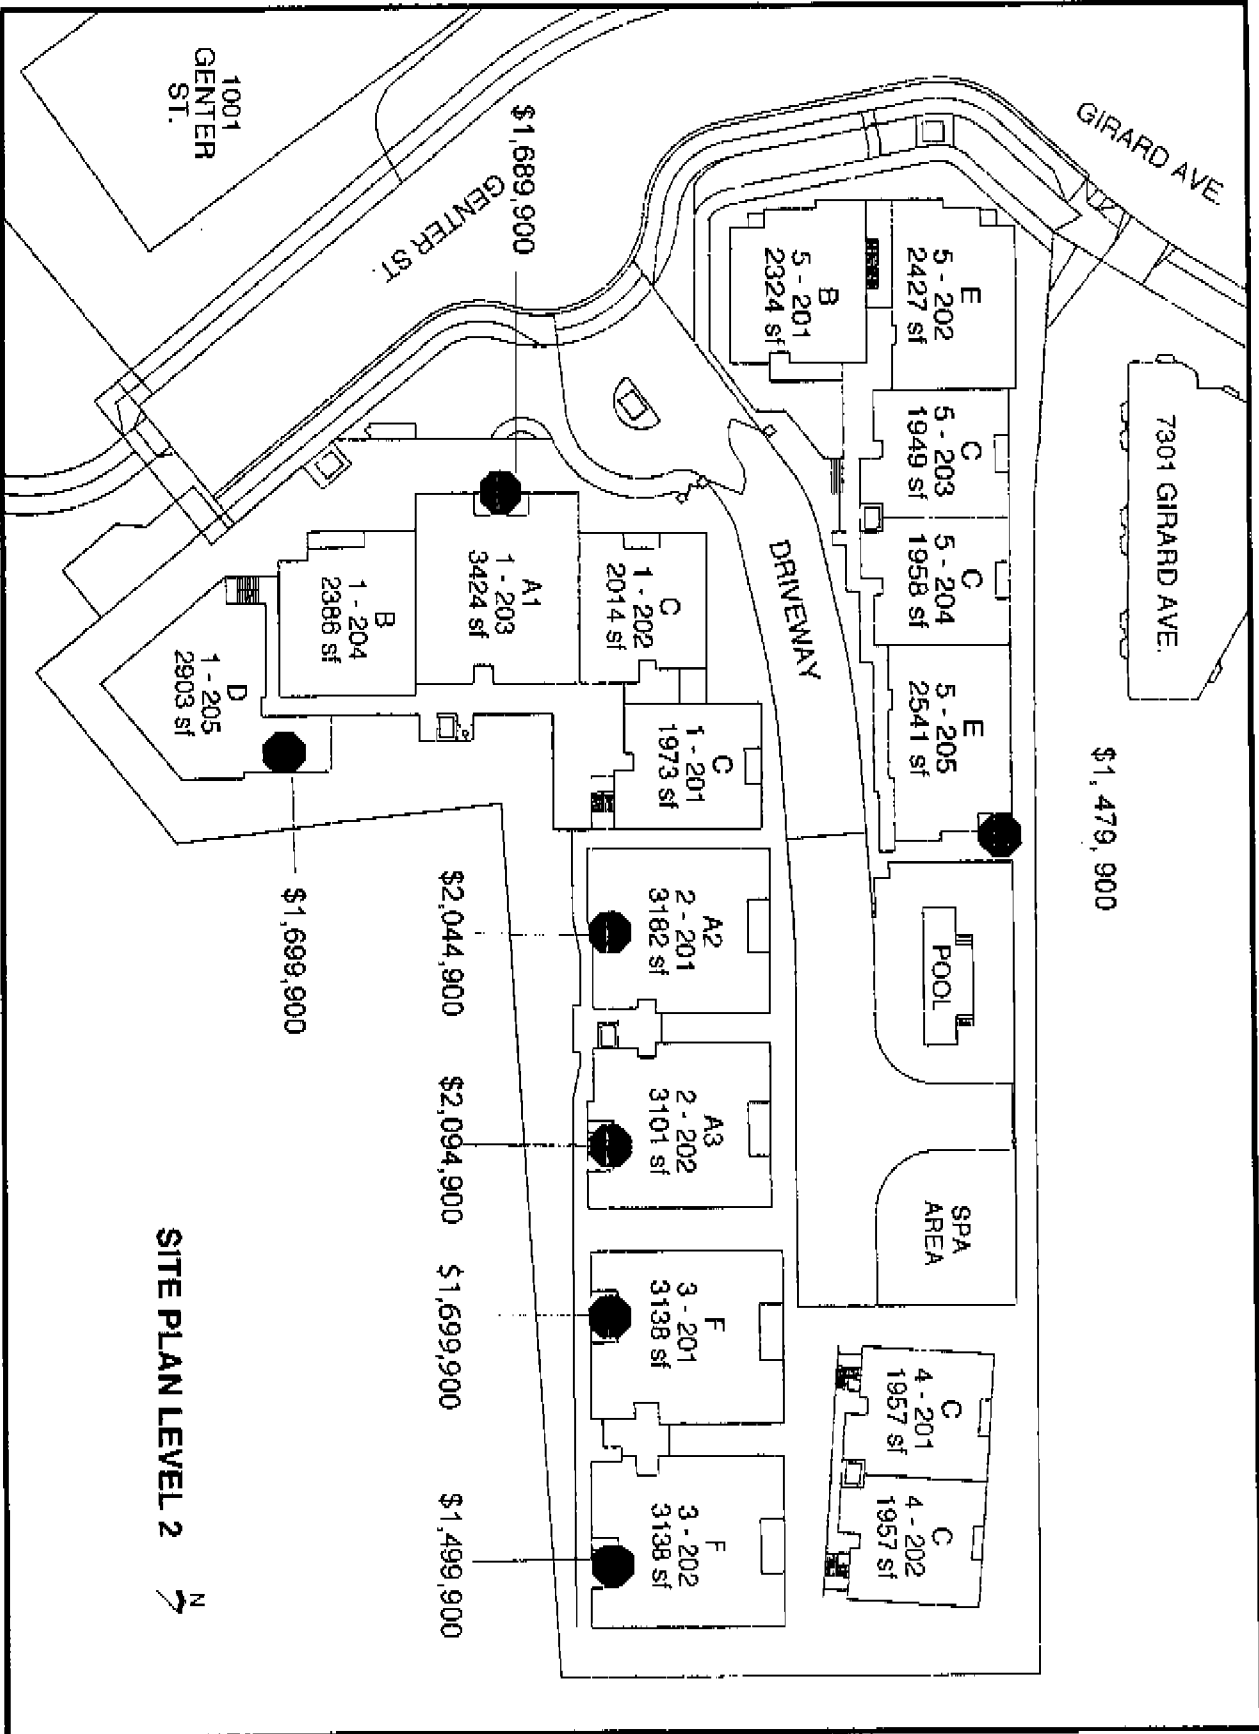 GIRARD AVE.
7301 GIRARD AVE.
$1,479,900
E
5 - 202
2427 sf
B
5 - 201
2324 sf
C
5 - 203
1949 sf
C
5 - 204
1958 sf
E
5 - 205
2541 sf
POOL
SPA
AREA
C
4 - 201
1957 sf
C
4 - 202
1957 sf
DRIVEWAY
1001
GENTER
ST.
GENTER ST.
$1,689,900
C
1 - 202
2014 sf
C
1 - 201
1973 sf
A1
1 - 203
3424 sf
B
1 - 204
2386 sf
D
1 - 205
2903 sf
$1,699,900
A2
2 - 201
3182 sf
A3
2 - 202
3101 sf
F
3 - 201
3138 sf
F
3 - 202
3138 sf
$2,044,900
$2,094,900
$1,699,900
$1,499,900
SITE PLAN LEVEL 2
N